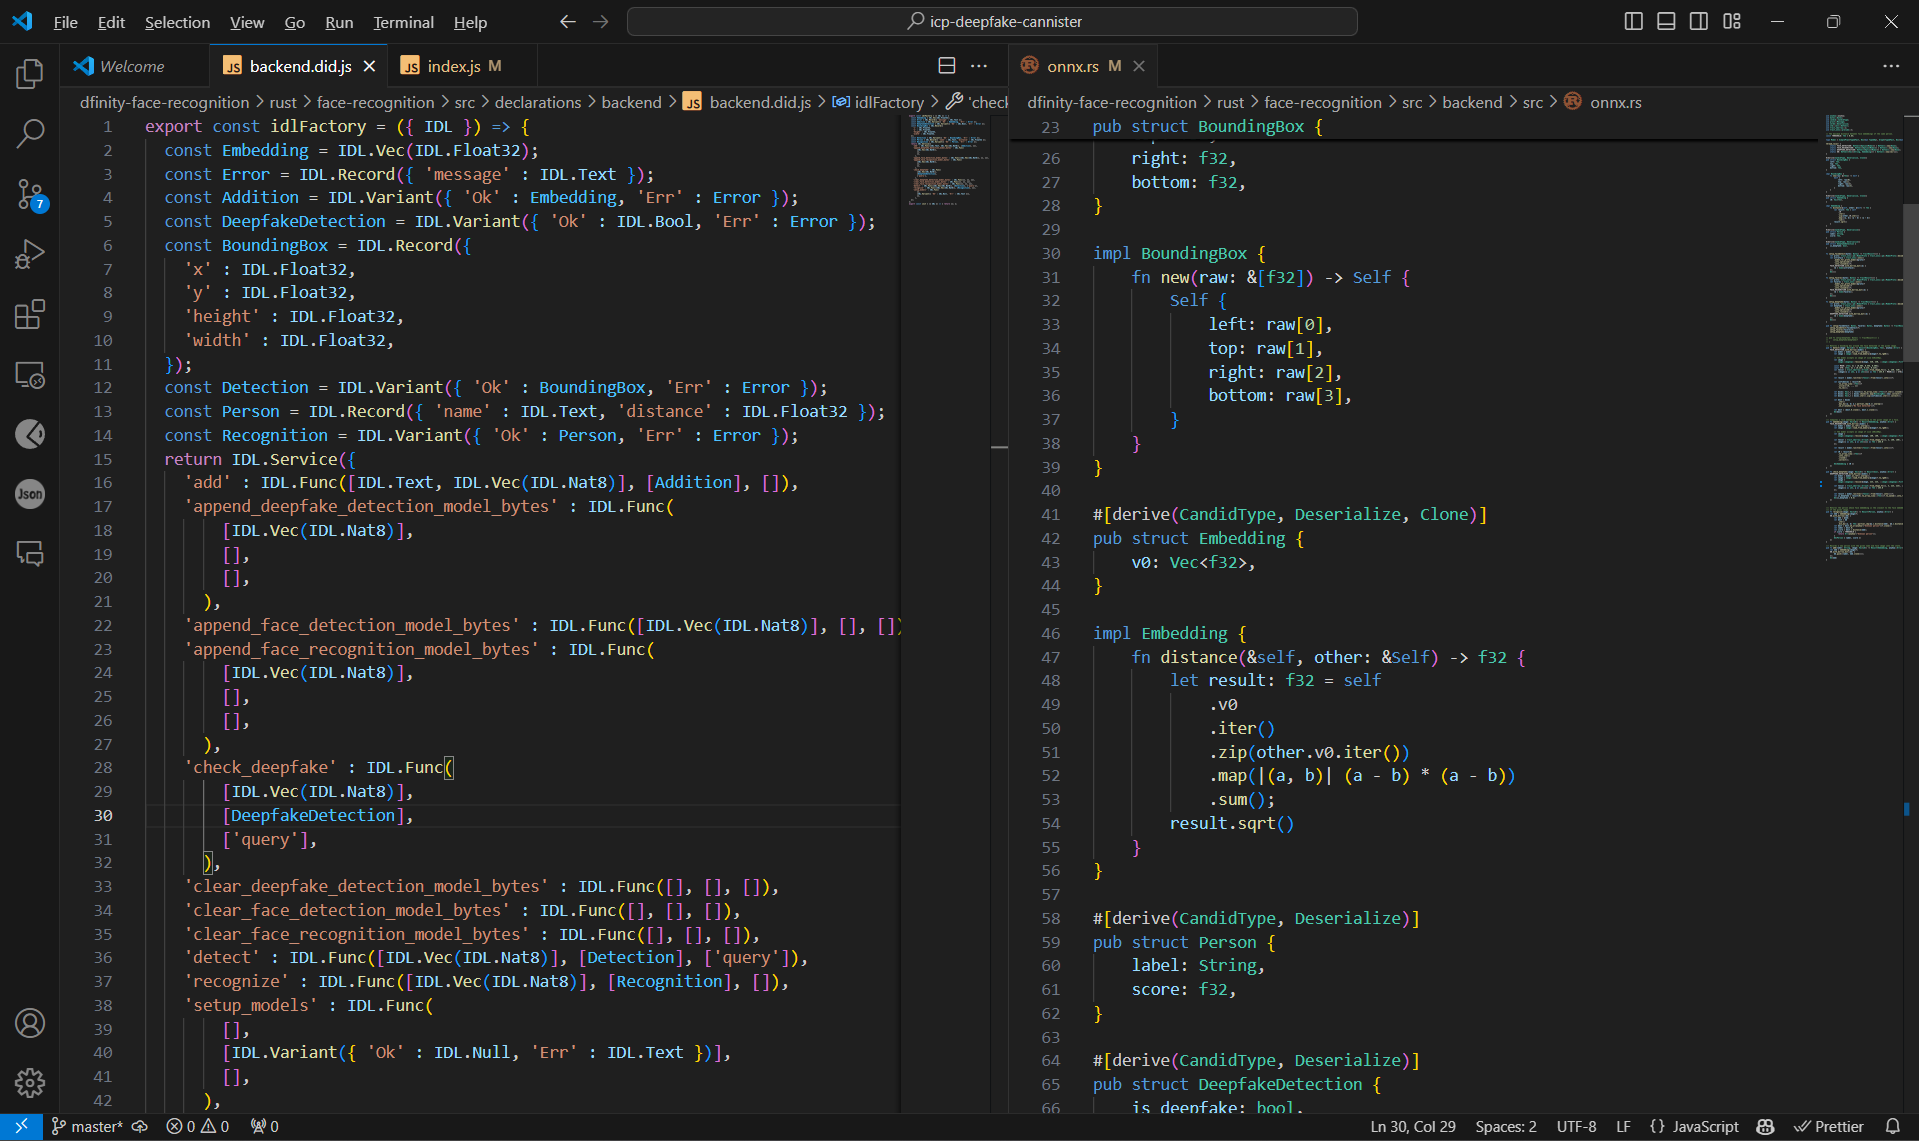 File Edit Selection View Go Run Terminal Help
icp-deepfake-cannister
Welcome
JS backend.did.js
JS index.js M
dfinity-face-recognition > rust > face-recognition > src > declarations > backend > JS backend.did.js > idlFactory > 'check
1 export const idlFactory = ({ IDL }) => {
2 const Embedding = IDL.Vec(IDL.Float32);
3 const Error = IDL.Record({ 'message' : IDL.Text });
4 const Addition = IDL.Variant({ 'Ok' : Embedding, 'Err' : Error });
5 const DeepfakeDetection = IDL.Variant({ 'Ok' : IDL.Bool, 'Err' : Error });
6 const BoundingBox = IDL.Record({
7 'x' : IDL.Float32,
8 'y' : IDL.Float32,
9 'height' : IDL.Float32,
10 'width' : IDL.Float32,
11 });
12 const Detection = IDL.Variant({ 'Ok' : BoundingBox, 'Err' : Error });
13 const Person = IDL.Record({ 'name' : IDL.Text, 'distance' : IDL.Float32 });
14 const Recognition = IDL.Variant({ 'Ok' : Person, 'Err' : Error });
15 return IDL.Service({
16 'add' : IDL.Func([IDL.Text, IDL.Vec(IDL.Nat8)], [Addition], []),
17 'append_deepfake_detection_model_bytes' : IDL.Func(
18 [IDL.Vec(IDL.Nat8)],
19 [],
20 [],
21 ),
22 'append_face_detection_model_bytes' : IDL.Func([IDL.Vec(IDL.Nat8)], [], [])
23 'append_face_recognition_model_bytes' : IDL.Func(
24 [IDL.Vec(IDL.Nat8)],
25 [],
26 [],
27 ),
28 'check_deepfake' : IDL.Func(
29 [IDL.Vec(IDL.Nat8)],
30 [DeepfakeDetection],
31 ['query'],
32 ),
33 'clear_deepfake_detection_model_bytes' : IDL.Func([], [], []),
34 'clear_face_detection_model_bytes' : IDL.Func([], [], []),
35 'clear_face_recognition_model_bytes' : IDL.Func([], [], []),
36 'detect' : IDL.Func([IDL.Vec(IDL.Nat8)], [Detection], ['query']),
37 'recognize' : IDL.Func([IDL.Vec(IDL.Nat8)], [Recognition], []),
38 'setup_models' : IDL.Func(
39 [],
40 [IDL.Variant({ 'Ok' : IDL.Null, 'Err' : IDL.Text })],
41 [],
42 ),
onnx.rs M
dfinity-face-recognition > rust > face-recognition > src > backend > src > onnx.rs
23 pub struct BoundingBox {
26 right: f32,
27 bottom: f32,
28 }
29
30 impl BoundingBox {
31 fn new(raw: &[f32]) -> Self {
32 Self {
33 left: raw[0],
34 top: raw[1],
35 right: raw[2],
36 bottom: raw[3],
37 }
38 }
39 }
40
41 #[derive(CandidType, Deserialize, Clone)]
42 pub struct Embedding {
43 v0: Vec<f32>,
44 }
45
46 impl Embedding {
47 fn distance(&self, other: &Self) -> f32 {
48 let result: f32 = self
49 .v0
50 .iter()
51 .zip(other.v0.iter())
52 .map(|(a, b)| (a - b) * (a - b))
53 .sum();
54 result.sqrt()
55 }
56 }
57
58 #[derive(CandidType, Deserialize)]
59 pub struct Person {
60 label: String,
61 score: f32,
62 }
63
64 #[derive(CandidType, Deserialize)]
65 pub struct DeepfakeDetection {
66 is_deepfake: bool,
7
Json
master* 0 0 0
Ln 30, Col 29 Spaces: 2 UTF-8 LF {} JavaScript Prettier